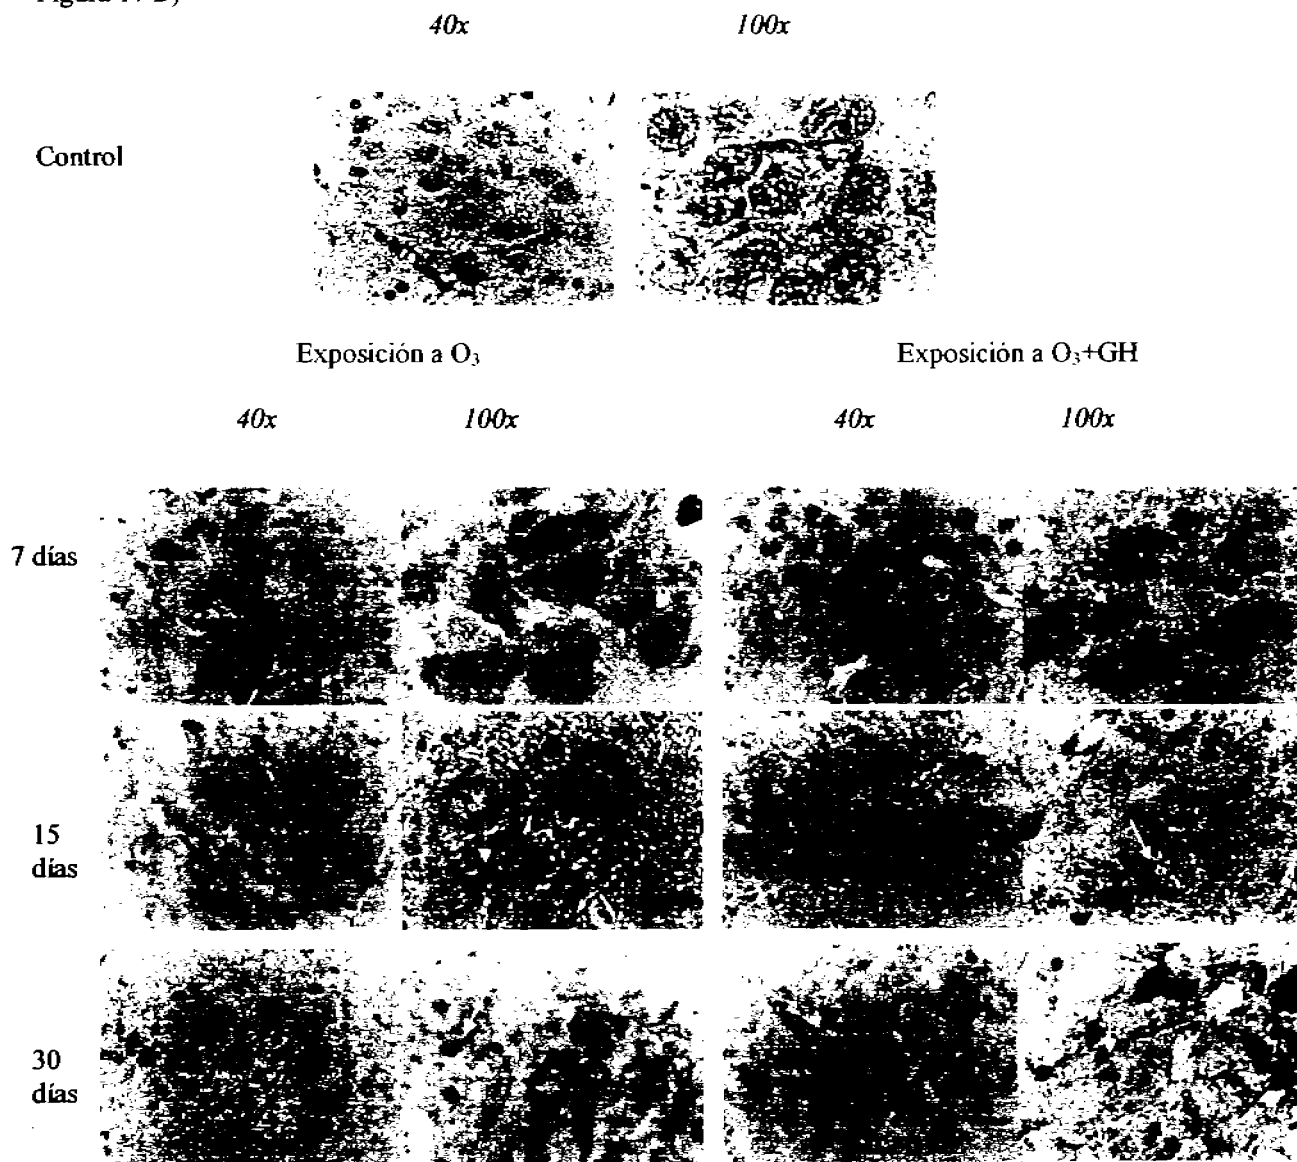 40x 100x
Control
Exposición a O₃ Exposición a O₃+GH
40x 100x 40x 100x
7 días
15
días
30
días